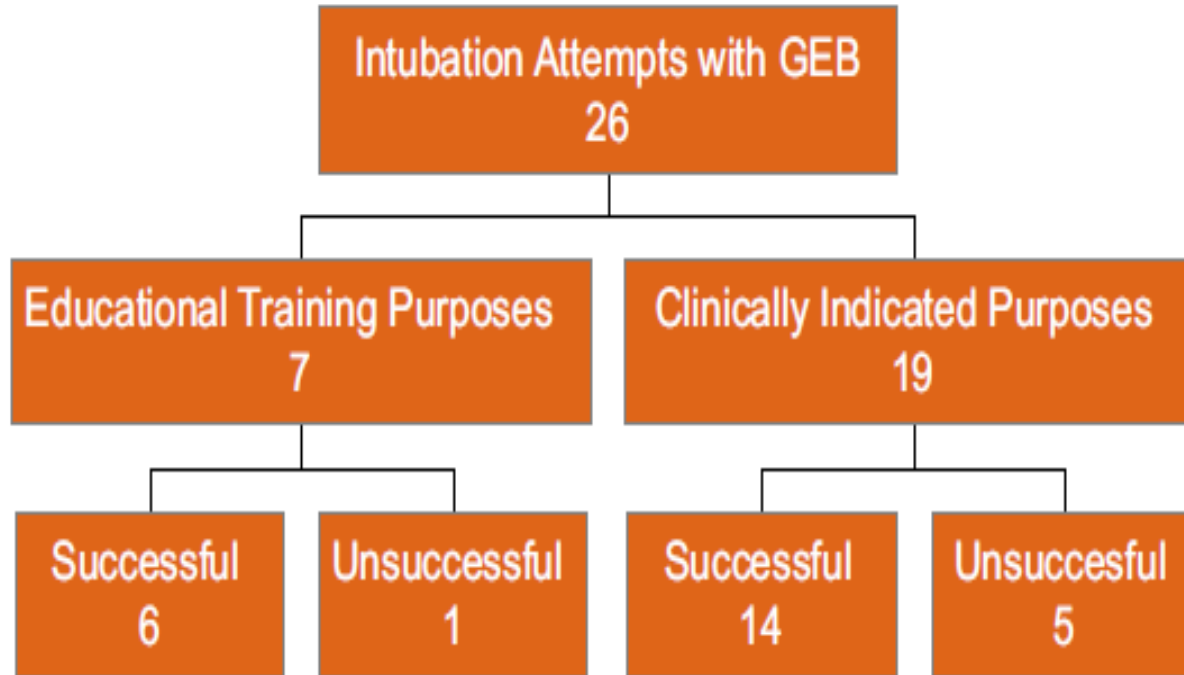 Intubation Attempts with GEB
26
Educational Training Purposes
7
Clinically Indicated Purposes
19
Successful
6
Unsuccessful
1
Successful
14
Unsuccesful
5